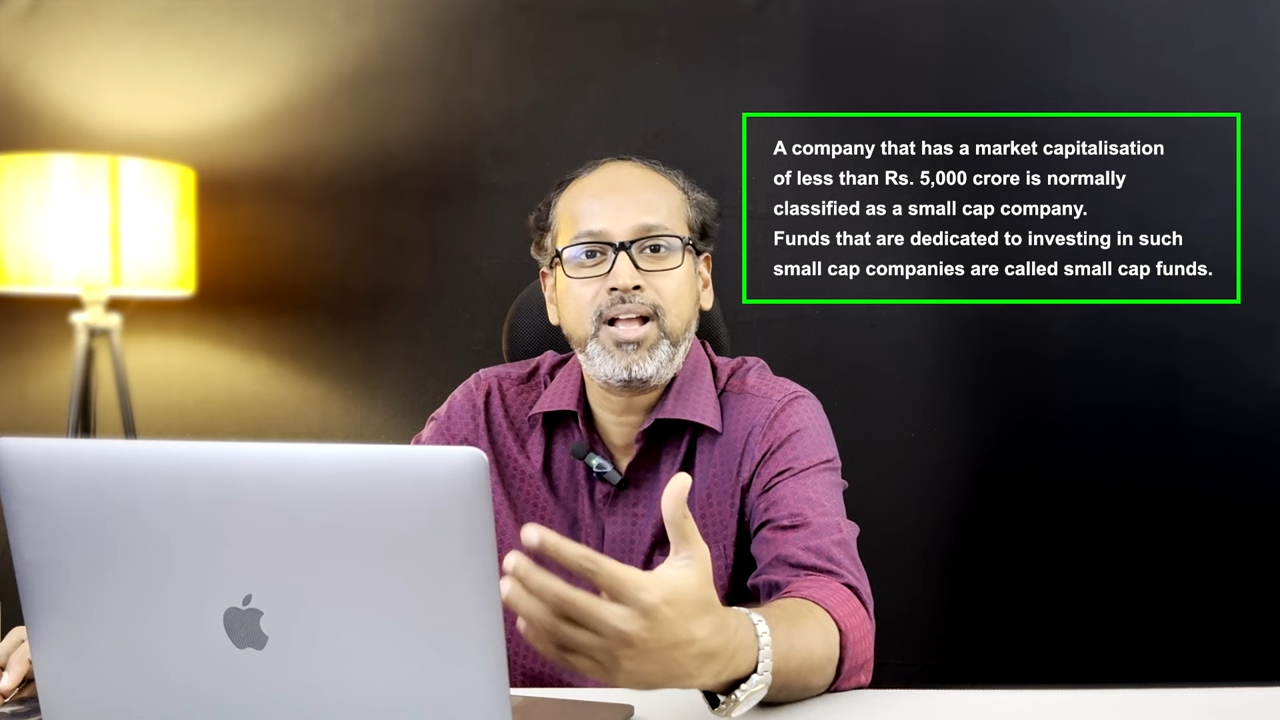 A company that has a market capitalisation
of less than Rs. 5,000 crore is normally
classified as a small cap company.
Funds that are dedicated to investing in such
small cap companies are called small cap funds.